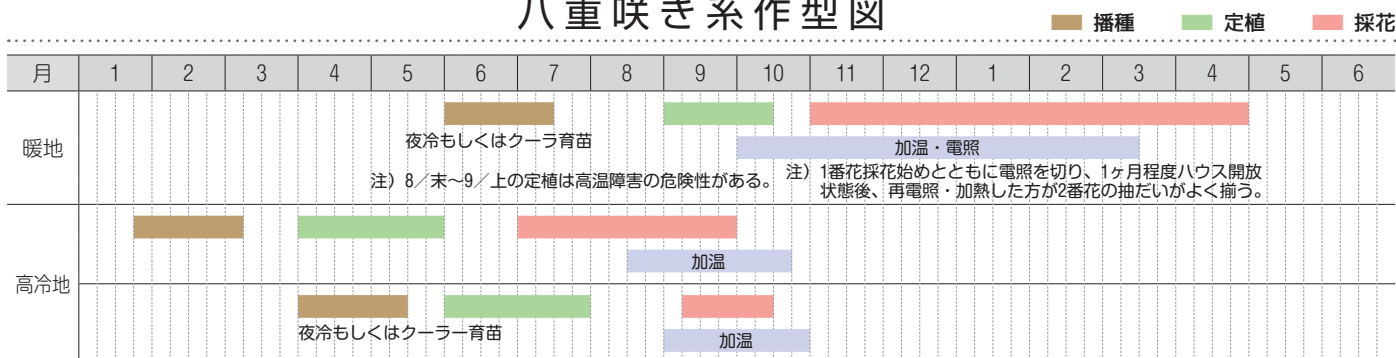 八重咲き系作型図
播種 定植 採花
月 1 2 3 4 5 6 7 8 9 10 11 12 1 2 3 4 5 6
暖地
夜冷もしくはクーラ育苗
加温・電照
注）8／末～9／上の定植は高温障害の危険性がある。
注）1番花採花始めとともに電照を切り、1ヶ月程度ハウス開放
状態後、再電照・加熱した方が2番花の抽だいがよく揃う。
高冷地
加温
夜冷もしくはクーラー育苗
加温